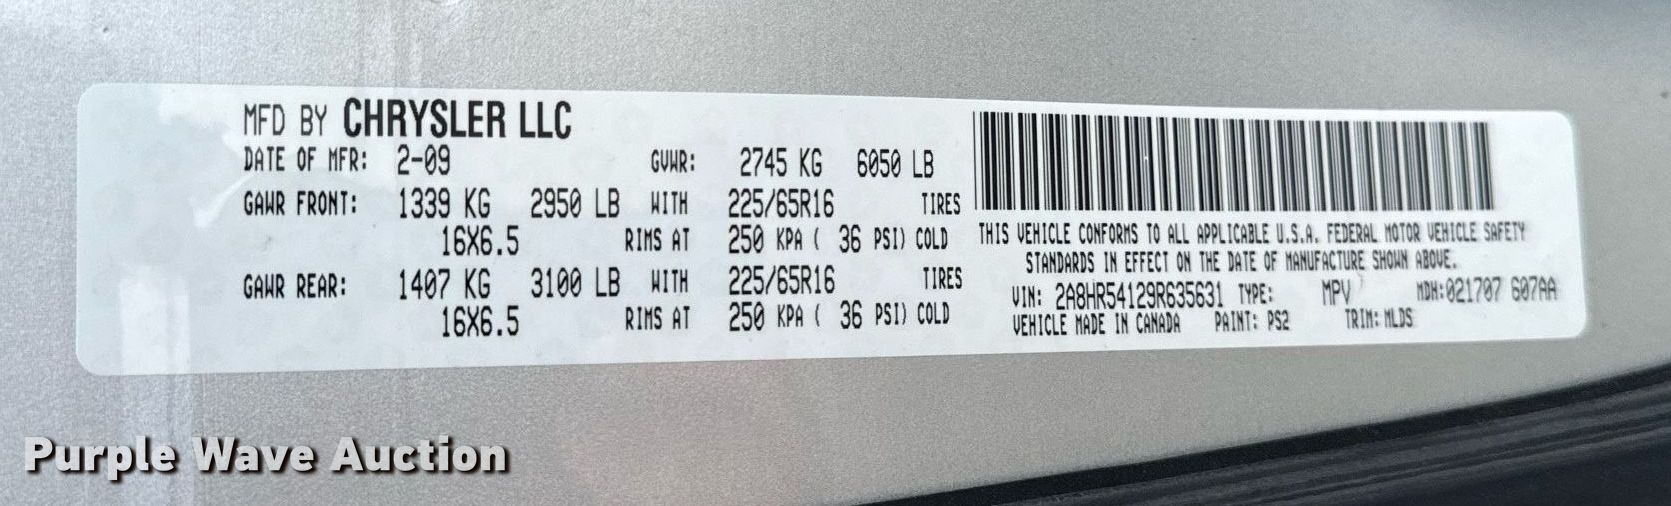 MFD BY CHRYSLER LLC
DATE OF MFR: 2-09 GVWR: 2745 KG 6050 LB
GAWR FRONT: 1339 KG 2950 LB WITH 225/65R16 TIRES
16X6.5 RIMS AT 250 KPA ( 36 PSI) COLD
GAWR REAR: 1407 KG 3100 LB WITH 225/65R16 TIRES
16X6.5 RIMS AT 250 KPA ( 36 PSI) COLD
THIS VEHICLE CONFORMS TO ALL APPLICABLE U.S.A. FEDERAL MOTOR VEHICLE SAFETY
STANDARDS IN EFFECT ON THE DATE OF MANUFACTURE SHOWN ABOVE.
VIN: 2A8HR54129R635631 TYPE: MPV MDH:021707 607AA
VEHICLE MADE IN CANADA PAINT: PS2 TRIM: MLDS
Purple Wave Auction